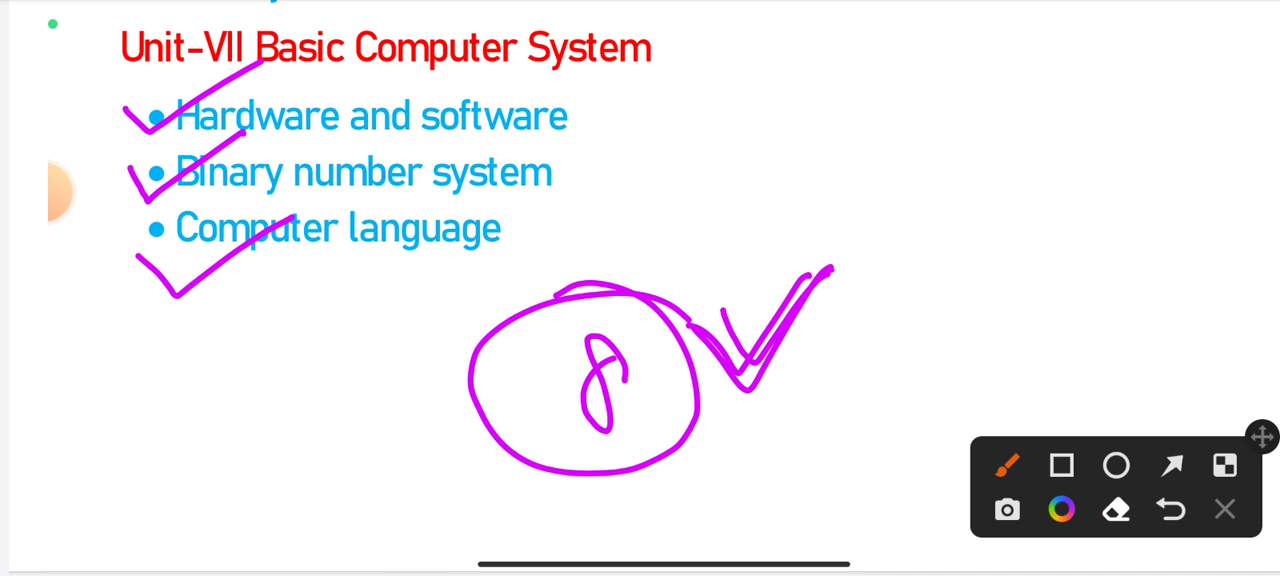 Unit-VII Basic Computer System
• Hardware and software
• Binary number system
• Computer language
8